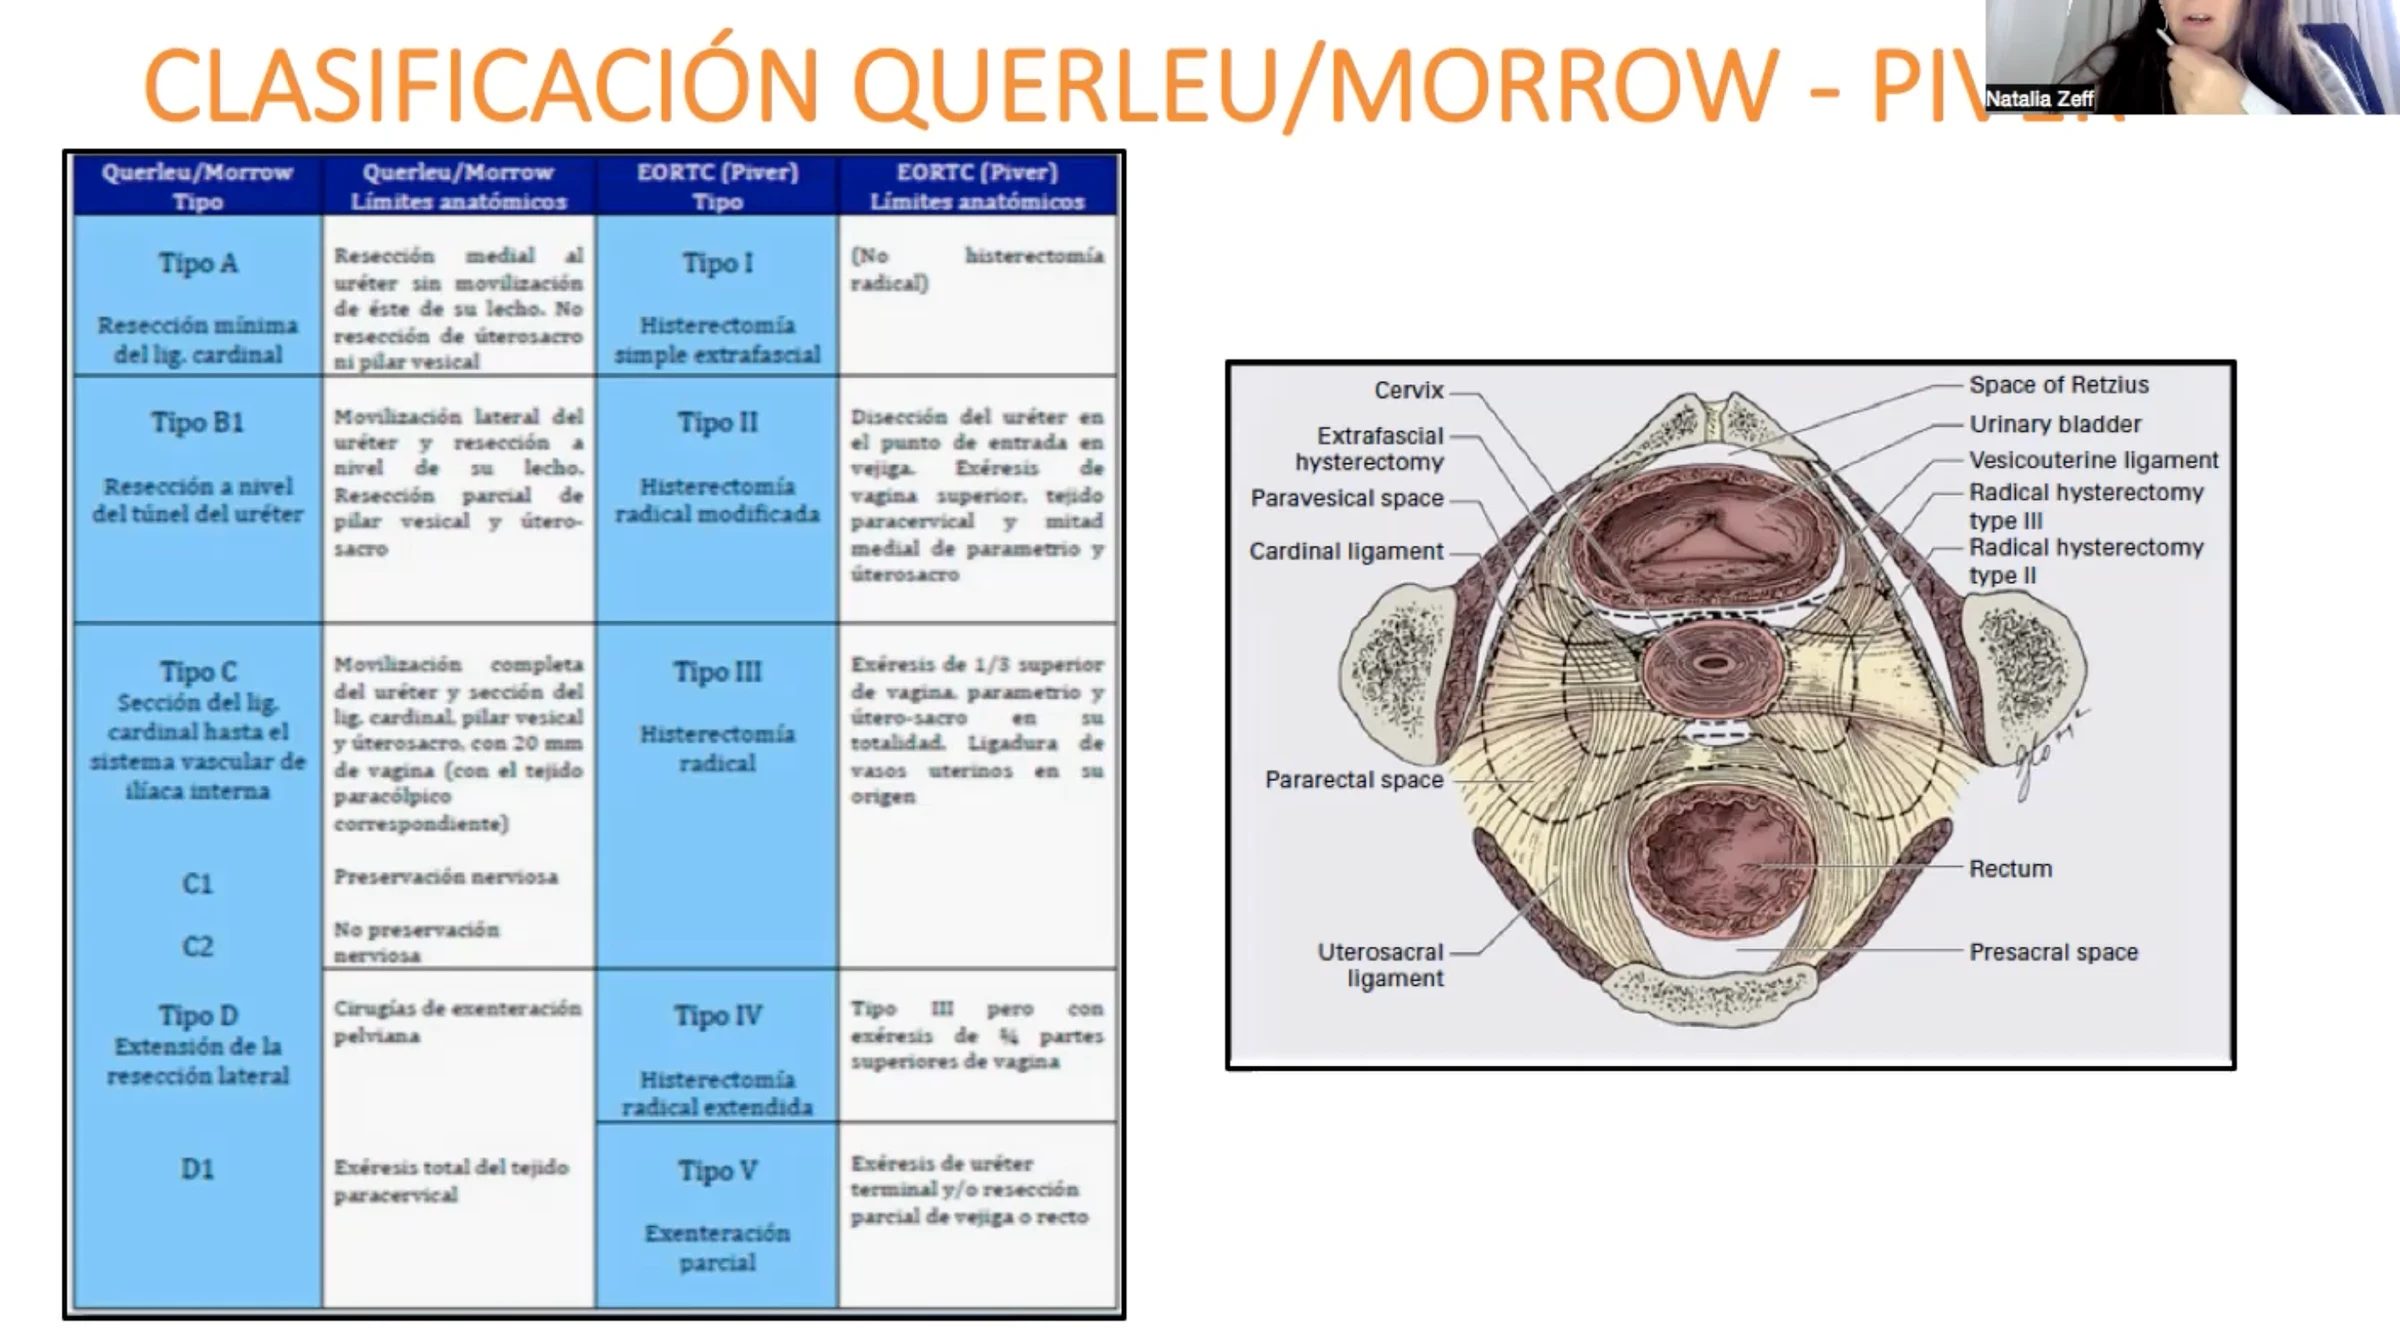 CLASIFICACIÓN QUERLEU/MORROW -
Natalia Zeff
Querleu/Morrow
Tipo
Querleu/Morrow
Límites anatómicos
EORTC (Piver)
Tipo
EORTC (Piver)
Límites anatómicos
Tipo A
Resección mínima
del lig. cardinal
Resección medial al
uréter sin movilización
de éste de su lecho. No
resección de úterosacro
ni pilar vesical
Tipo I
Histerectomía
simple extrafascial
(No histerectomía
radical)
Tipo B1
Resección a nivel
del túnel del uréter
Movilización lateral del
uréter y resección a
nivel de su lecho.
Resección parcial de
pilar vesical y útero-
sacro
Tipo II
Histerectomía
radical modificada
Disección del uréter en
el punto de entrada en
vejiga. Exéresis de
vagina superior, tejido
paracervical y mitad
medial de parametrio y
úterosacro
Tipo C
Sección del lig.
cardinal hasta el
sistema vascular de
ilíaca interna
C1
C2
Movilización completa
del uréter y sección del
lig. cardinal, pilar vesical
y úterosacro, con 20 mm
de vagina (con el tejido
paracólpico
correspondiente)
Preservación nerviosa
No preservación
nerviosa
Tipo III
Histerectomía
radical
Exéresis de 1/3 superior
de vagina, parametrio y
útero-sacro en su
totalidad. Ligadura de
vasos uterinos en su
origen
Tipo D
Extensión de la
resección lateral
D1
Cirugías de exenteración
pelviana
Exéresis total del tejido
paracervical
Tipo IV
Histerectomía
radical extendida
Tipo III pero con
exéresis de ¾ partes
superiores de vagina
Tipo V
Exenteración
parcial
Exéresis de uréter
terminal y/o resección
parcial de vejiga o recto
Cervix
Extrafascial
hysterectomy
Paravesical space
Cardinal ligament
Pararectal space
Uterosacral
ligament
Space of Retzius
Urinary bladder
Vesicouterine ligament
Radical hysterectomy
type III
Radical hysterectomy
type II
Rectum
Presacral space